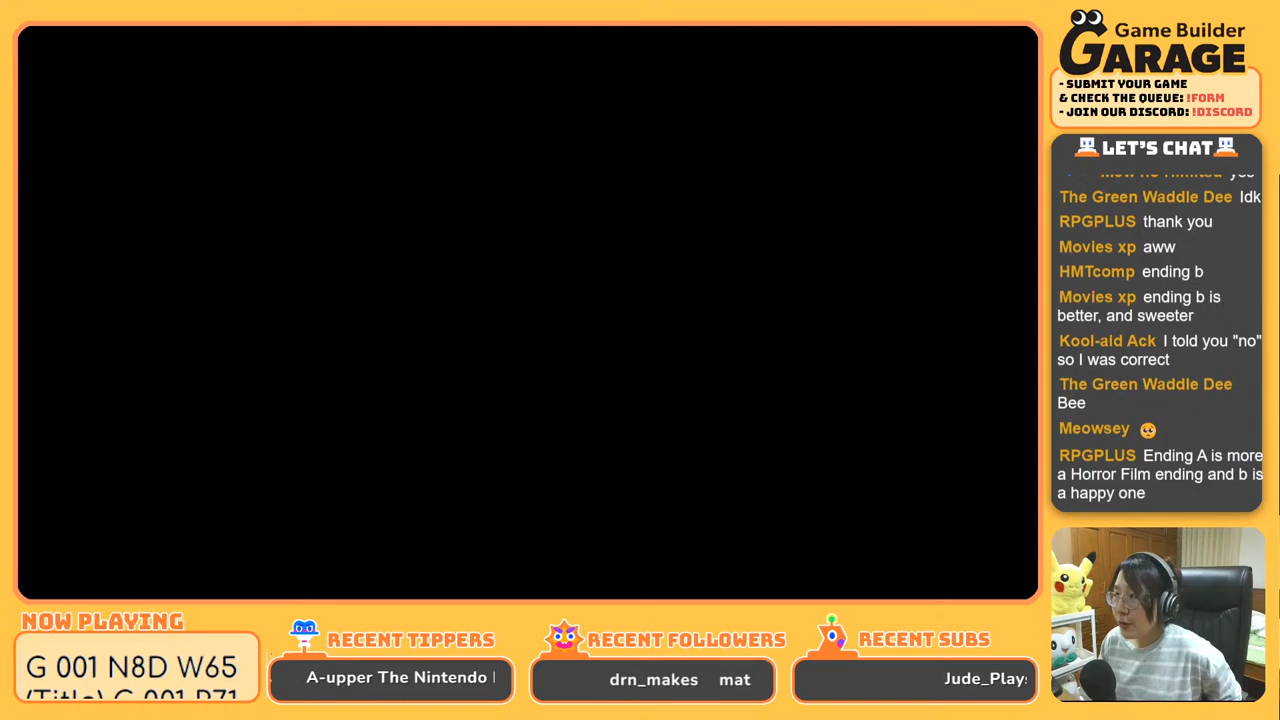 Game Builder
GARAGE
- SUBMIT YOUR GAME
& CHECK THE QUEUE: !FORM
- JOIN OUR DISCORD: !DISCORD
LET'S CHAT
yes
The Green Waddle Dee Idk
RPGPLUS thank you
Movies xp aww
HMTcomp ending b
Movies xp ending b is
better, and sweeter
Kool-aid Ack I told you "no"
so I was correct
The Green Waddle Dee
Bee
Meowsey
RPGPLUS Ending A is more
a Horror Film ending and b is
a happy one
NOW PLAYING
G 001 N8D W65
(Title) G 001 P71
RECENT TIPPERS
A-upper The Nintendo
RECENT FOLLOWERS
drn_makes mat
RECENT SUBS
Jude_Plays